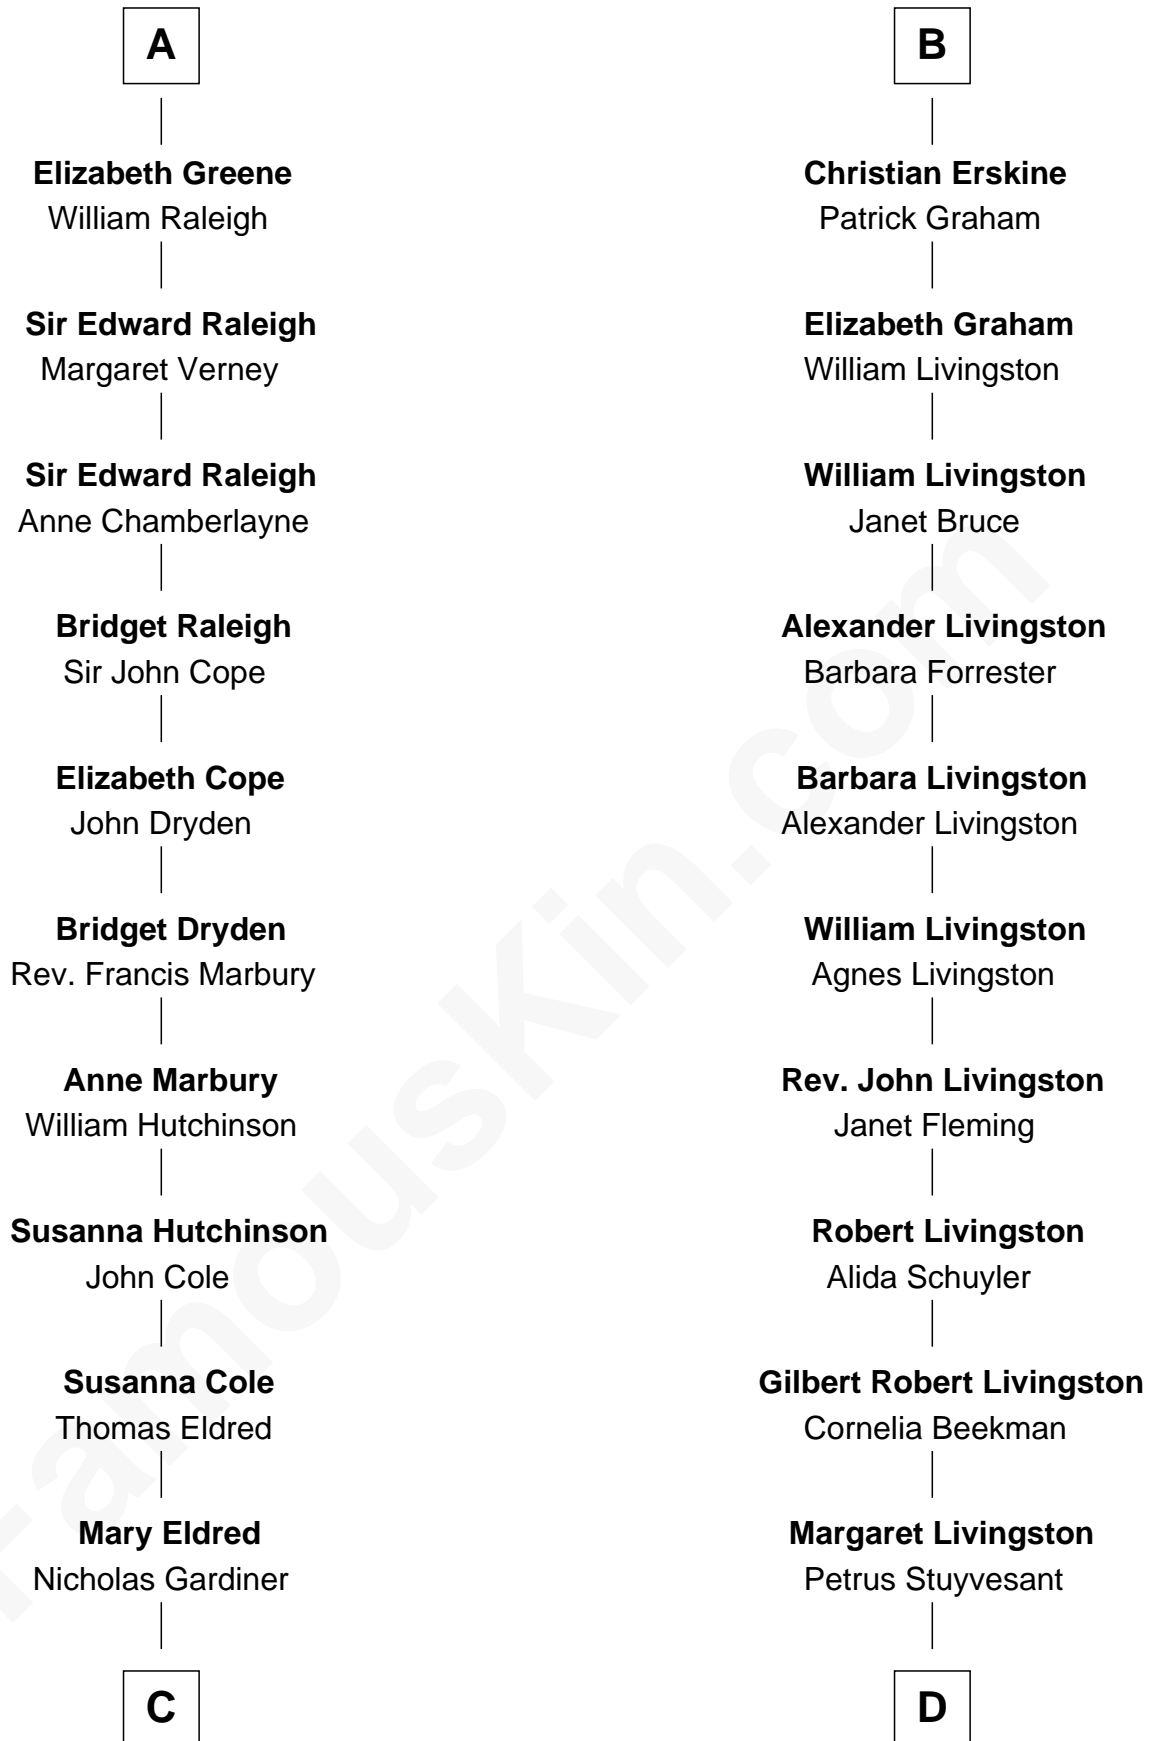 A
Elizabeth Greene
William Raleigh
Sir Edward Raleigh
Margaret Verney
Sir Edward Raleigh
Anne Chamberlayne
Bridget Raleigh
Sir John Cope
Elizabeth Cope
John Dryden
Bridget Dryden
Rev. Francis Marbury
Anne Marbury
William Hutchinson
Susanna Hutchinson
John Cole
Susanna Cole
Thomas Eldred
Mary Eldred
Nicholas Gardiner
C
B
Christian Erskine
Patrick Graham
Elizabeth Graham
William Livingston
William Livingston
Janet Bruce
Alexander Livingston
Barbara Forrester
Barbara Livingston
Alexander Livingston
William Livingston
Agnes Livingston
Rev. John Livingston
Janet Fleming
Robert Livingston
Alida Schuyler
Gilbert Robert Livingston
Cornelia Beekman
Margaret Livingston
Petrus Stuyvesant
D
FamousKin.com